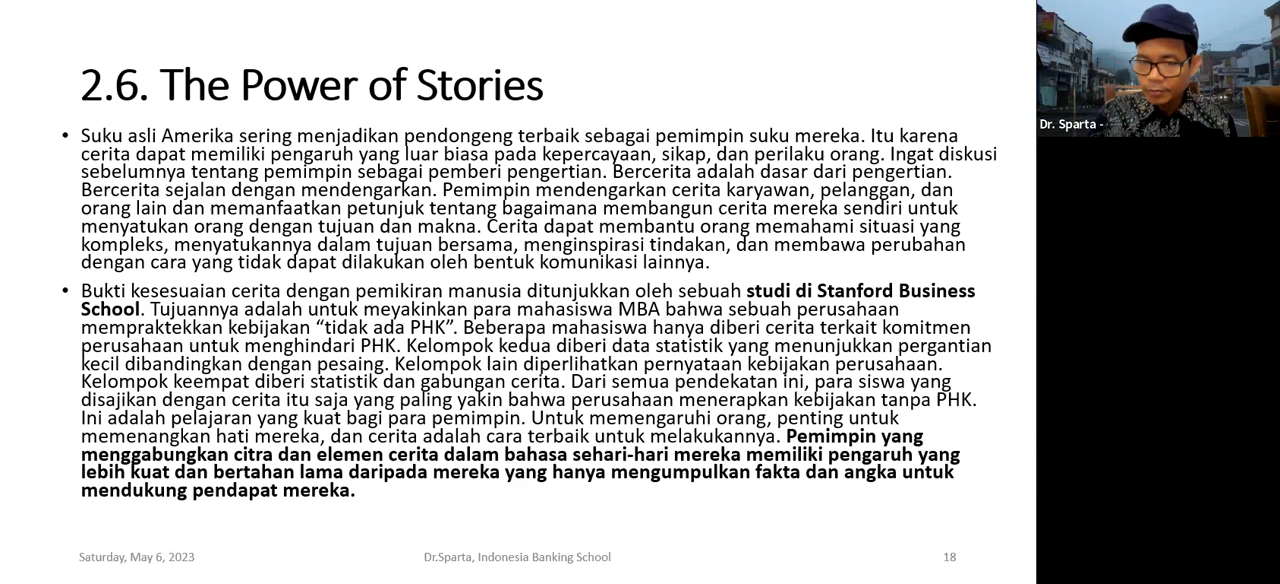 2.6. The Power of Stories
• Suku asli Amerika sering menjadikan pendongeng terbaik sebagai pemimpin suku mereka. Itu karena
cerita dapat memiliki pengaruh yang luar biasa pada kepercayaan, sikap, dan perilaku orang. Ingat diskusi
sebelumnya tentang pemimpin sebagai pemberi pengertian. Bercerita adalah dasar dari pengertian.
Bercerita sejalan dengan mendengarkan. Pemimpin mendengarkan cerita karyawan, pelanggan, dan
orang lain dan memanfaatkan petunjuk tentang bagaimana membangun cerita mereka sendiri untuk
menyatukan orang dengan tujuan dan makna. Cerita dapat membantu orang memahami situasi yang
kompleks, menyatukannya dalam tujuan bersama, menginspirasi tindakan, dan membawa perubahan
dengan cara yang tidak dapat dilakukan oleh bentuk komunikasi lainnya.
• Bukti kesesuaian cerita dengan pemikiran manusia ditunjukkan oleh sebuah studi di Stanford Business
School. Tujuannya adalah untuk meyakinkan para mahasiswa MBA bahwa sebuah perusahaan
mempraktekkan kebijakan “tidak ada PHK”. Beberapa mahasiswa hanya diberi cerita terkait komitmen
perusahaan untuk menghindari PHK. Kelompok kedua diberi data statistik yang menunjukkan pergantian
kecil dibandingkan dengan pesaing. Kelompok lain diperlihatkan pernyataan kebijakan perusahaan.
Kelompok keempat diberi statistik dan gabungan cerita. Dari semua pendekatan ini, para siswa yang
disajikan dengan cerita itu saja yang paling yakin bahwa perusahaan menerapkan kebijakan tanpa PHK.
Ini adalah pelajaran yang kuat bagi para pemimpin. Untuk memengaruhi orang, penting untuk
memenangkan hati mereka, dan cerita adalah cara terbaik untuk melakukannya. Pemimpin yang
menggabungkan citra dan elemen cerita dalam bahasa sehari-hari mereka memiliki pengaruh yang
lebih kuat dan bertahan lama daripada mereka yang hanya mengumpulkan fakta dan angka untuk
mendukung pendapat mereka.
Saturday, May 6, 2023
Dr.Sparta, Indonesia Banking School
18
Dr. Sparta -